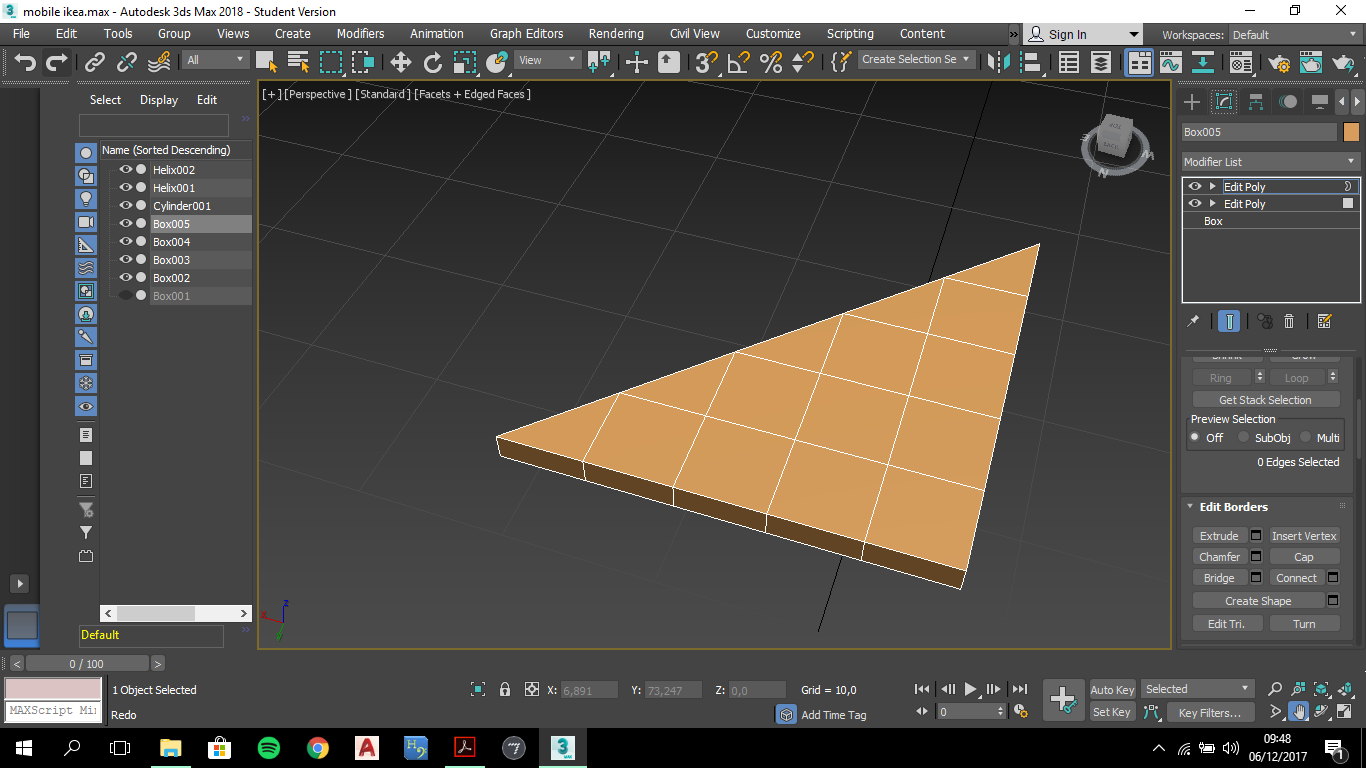 mobile ikea.max - Autodesk 3ds Max 2018 - Student Version
File Edit Tools Group Views Create Modifiers Animation Graph Editors Rendering Civil View Customize Scripting Content » Sign In Workspaces: Default
All View Create Selection Se
Select Display Edit
[+] [Perspective] [Standard] [Facets + Edged Faces]
Name (Sorted Descending)
Helix002
Helix001
Cylinder001
Box005
Box004
Box003
Box002
Box001
Default
Box005
Modifier List
Edit Poly
Edit Poly
Box
Shrink Grow
Ring Loop
Get Stack Selection
Preview Selection
Off SubObj Multi
0 Edges Selected
Edit Borders
Extrude Insert Vertex
Chamfer Cap
Bridge Connect
Create Shape
Edit Tri. Turn
0 / 100
1 Object Selected X: 6,891 Y: 73,247 Z: 0,0 Grid = 10,0
Auto Key Selected
MAXScript Mi
Redo
Add Time Tag
0
Set Key Key Filters...
09:48
06/12/2017